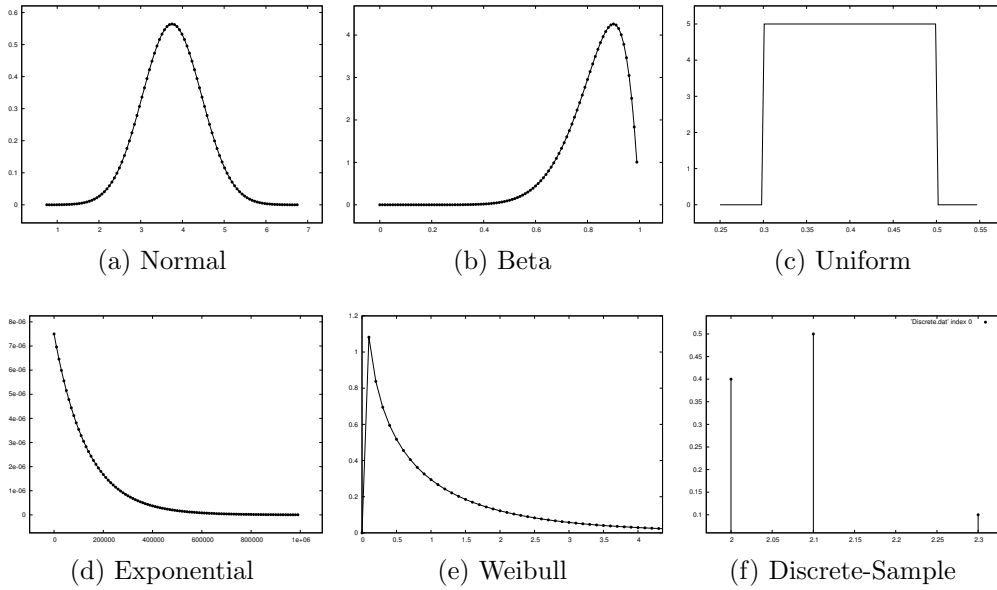 0.6
0.5
0.4
0.3
0.2
0.1
0
1 2 3 4 5 6 7
(a) Normal
4
3
2
1
0
0 0.2 0.4 0.6 0.8 1
(b) Beta
5
4
3
2
1
0
0.25 0.3 0.35 0.4 0.45 0.5 0.55
(c) Uniform
8e-06
7e-06
6e-06
5e-06
4e-06
3e-06
2e-06
1e-06
0
0 200000 400000 600000 800000 1e+06
(d) Exponential
1.2
1
0.8
0.6
0.4
0.2
0
0 0.5 1 1.5 2 2.5 3 3.5 4
(e) Weibull
'Discrete.dat' index 0
0.5
0.45
0.4
0.35
0.3
0.25
0.2
0.15
0.1
2 2.05 2.1 2.15 2.2 2.25 2.3
(f) Discrete-Sample